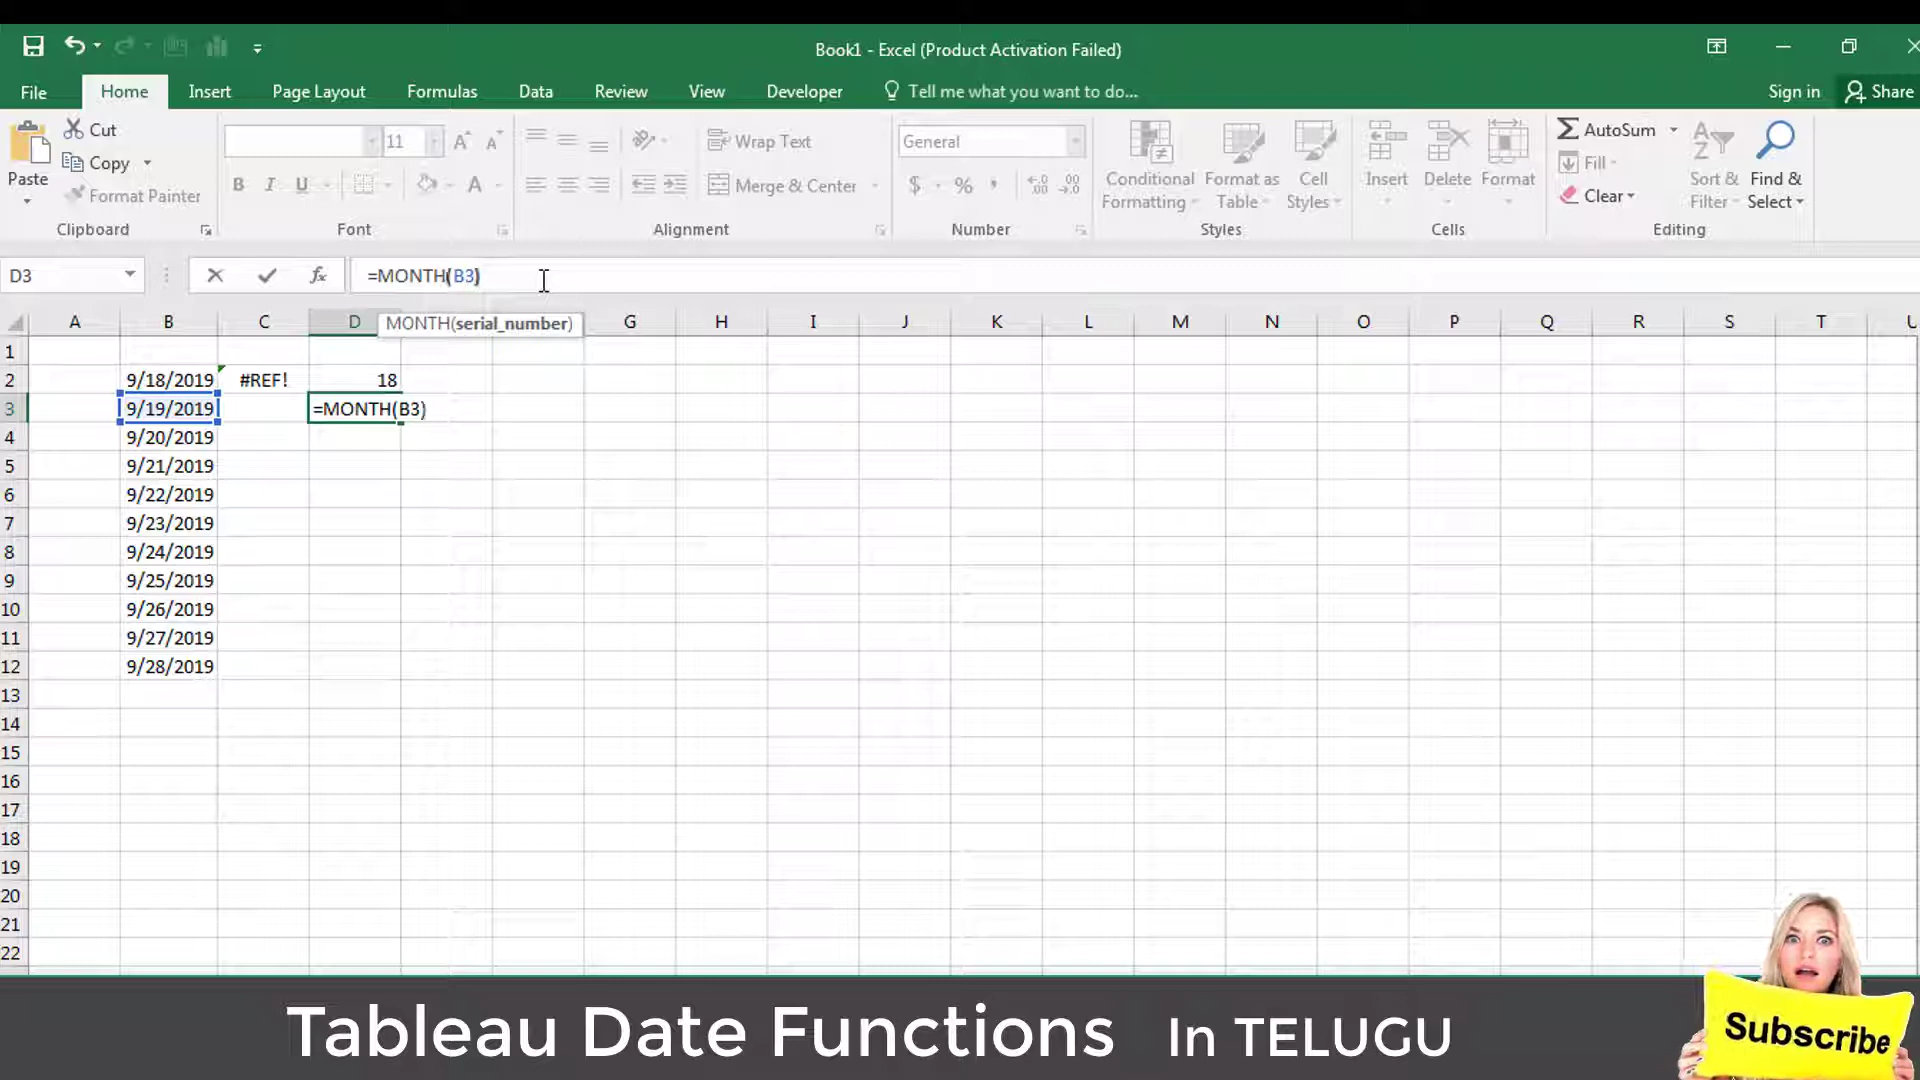 Book1 - Excel (Product Activation Failed)
File Home Insert Page Layout Formulas Data Review View Developer Tell me what you want to do... Sign in Share
Paste
Cut
Copy
Format Painter
Clipboard
11
B I U A
Font
Wrap Text
Merge & Center
Alignment
General
$ % ,
Number
Conditional Formatting
Format as Table
Cell Styles
Styles
Insert Delete Format
Cells
AutoSum
Fill
Clear
Sort & Filter
Find & Select
Editing
D3 fx =MONTH(B3)
MONTH(serial_number)
A B C D G H I J K L M N O P Q R S T U
1
2 9/18/2019 #REF! 18
3 9/19/2019 =MONTH(B3)
4 9/20/2019
5 9/21/2019
6 9/22/2019
7 9/23/2019
8 9/24/2019
9 9/25/2019
10 9/26/2019
11 9/27/2019
12 9/28/2019
13
14
15
16
17
18
19
20
21
22
Tableau Date Functions In TELUGU
Subscribe